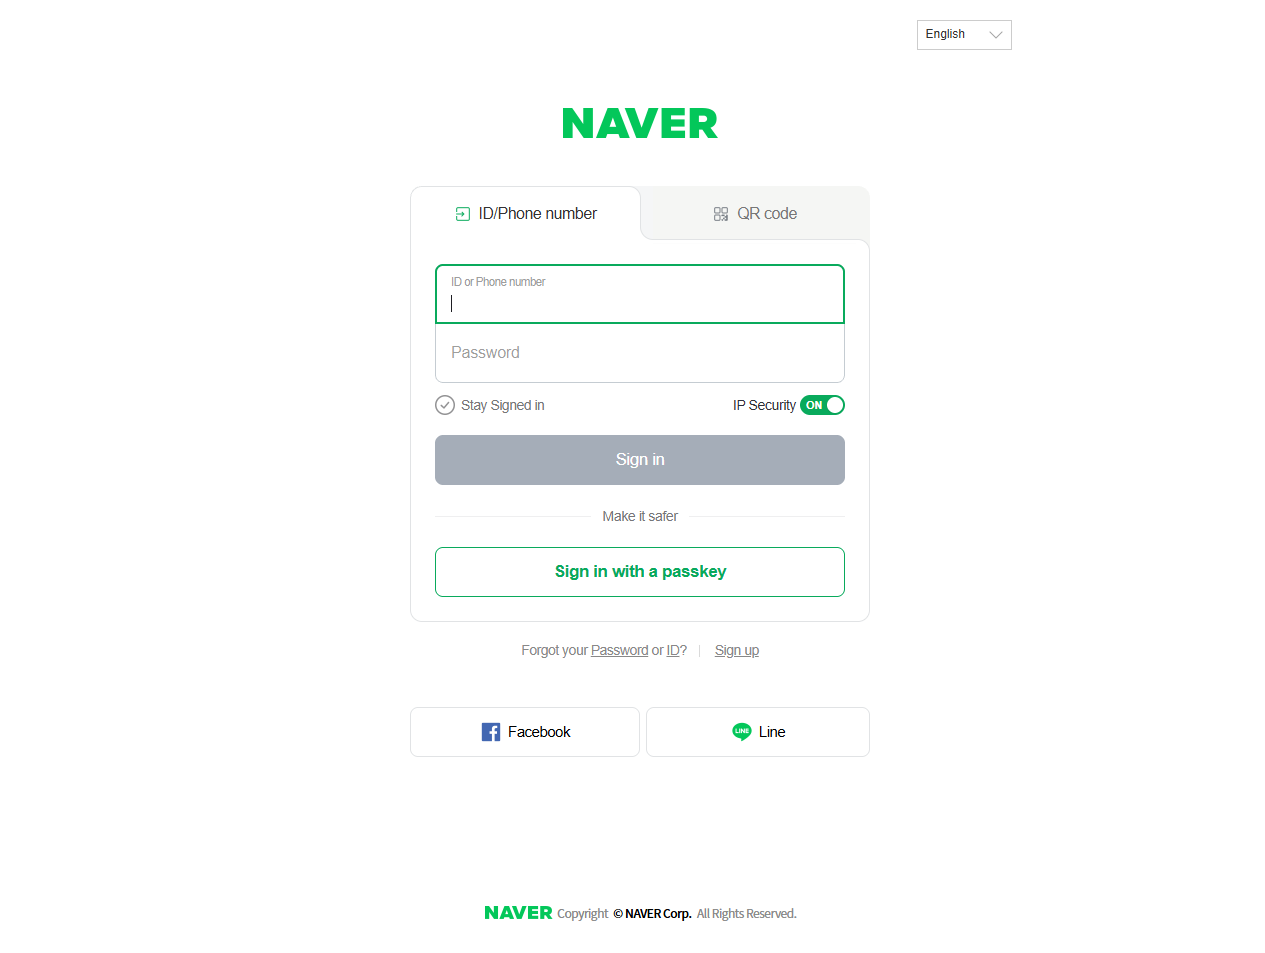 English
NAVER
ID/Phone number
QR code
ID or Phone number
Password
Stay Signed in
IP Security ON
Sign in
Make it safer
Sign in with a passkey
Forgot your Password or ID?
Sign up
Facebook
LINE Line
NAVER Copyright © NAVER Corp. All Rights Reserved.